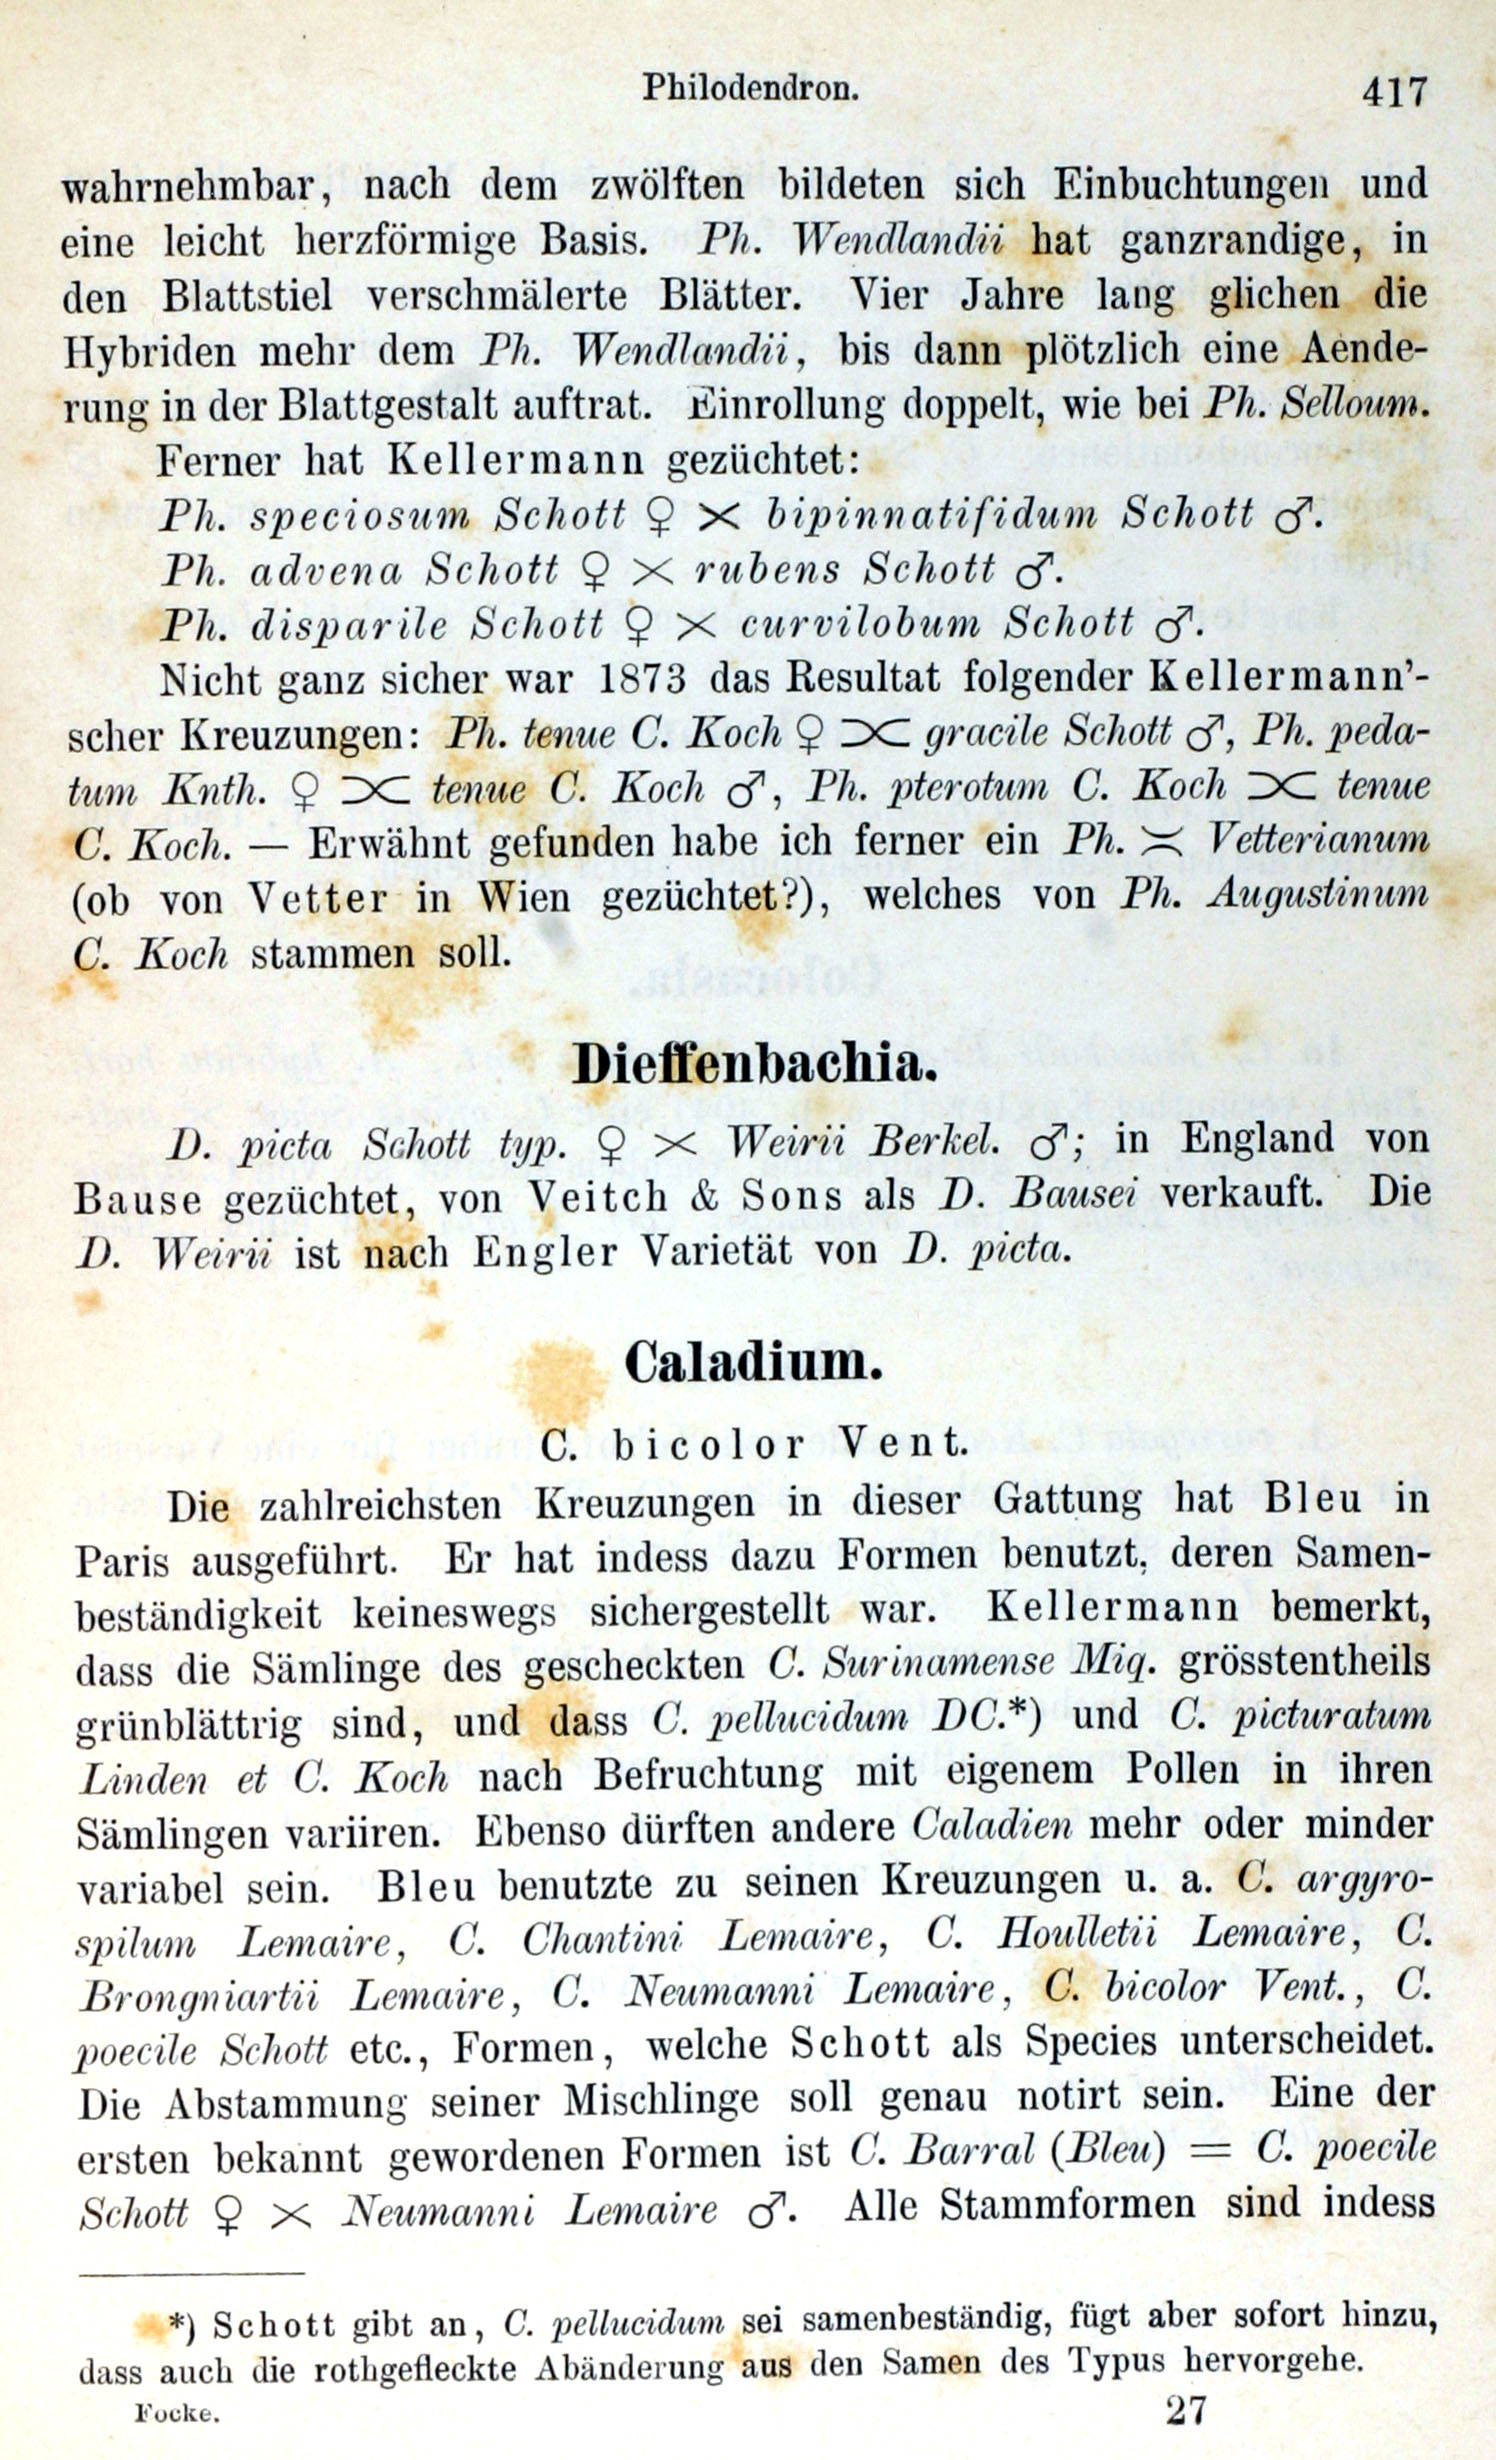 Philodendron. 417
wahrnehmbar, nach dem zwölften bildeten sich Einbuchtungen und
eine leicht herzförmige Basis. Ph. Wendlandii hat ganzrandige, in
den Blattstiel verschmälerte Blätter. Vier Jahre lang glichen die
Hybriden mehr dem Ph. Wendlandii, bis dann plötzlich eine Aende-
rung in der Blattgestalt auftrat. Einrollung doppelt, wie bei Ph. Selloum.
Ferner hat Kellermann gezüchtet:
Ph. speciosum Schott ♀ × bipinnatifidum Schott ♂.
Ph. advena Schott ♀ × rubens Schott ♂.
Ph. disparile Schott ♀ × curvilobum Schott ♂.
Nicht ganz sicher war 1873 das Resultat folgender Kellermann'-
scher Kreuzungen: Ph. tenue C. Koch ♀ >< gracile Schott ♂, Ph. peda-
tum Knth. ♀ >< tenue C. Koch ♂, Ph. pterotum C. Koch >< tenue
C. Koch. — Erwähnt gefunden habe ich ferner ein Ph. ≍ Vetterianum
(ob von Vetter in Wien gezüchtet?), welches von Ph. Augustinum
C. Koch stammen soll.
Dieffenbachia.
D. picta Schott typ. ♀ × Weirii Berkel. ♂; in England von
Bause gezüchtet, von Veitch & Sons als D. Bausei verkauft. Die
D. Weirii ist nach Engler Varietät von D. picta.
Caladium.
C. bicolor Vent.
Die zahlreichsten Kreuzungen in dieser Gattung hat Bleu in
Paris ausgeführt. Er hat indess dazu Formen benutzt, deren Samen-
beständigkeit keineswegs sichergestellt war. Kellermann bemerkt,
dass die Sämlinge des gescheckten C. Surinamense Miq. grösstentheils
grünblättrig sind, und dass C. pellucidum DC.*) und C. picturatum
Linden et C. Koch nach Befruchtung mit eigenem Pollen in ihren
Sämlingen variiren. Ebenso dürften andere Caladien mehr oder minder
variabel sein. Bleu benutzte zu seinen Kreuzungen u. a. C. argyro-
spilum Lemaire, C. Chantini Lemaire, C. Houlletii Lemaire, C.
Brongniartii Lemaire, C. Neumanni Lemaire, C. bicolor Vent., C.
poecile Schott etc., Formen, welche Schott als Species unterscheidet.
Die Abstammung seiner Mischlinge soll genau notirt sein. Eine der
ersten bekannt gewordenen Formen ist C. Barral (Bleu) = C. poecile
Schott ♀ × Neumanni Lemaire ♂. Alle Stammformen sind indess
*) Schott gibt an, C. pellucidum sei samenbeständig, fügt aber sofort hinzu,
dass auch die rothgefleckte Abänderung aus den Samen des Typus hervorgehe.
Focke. 27